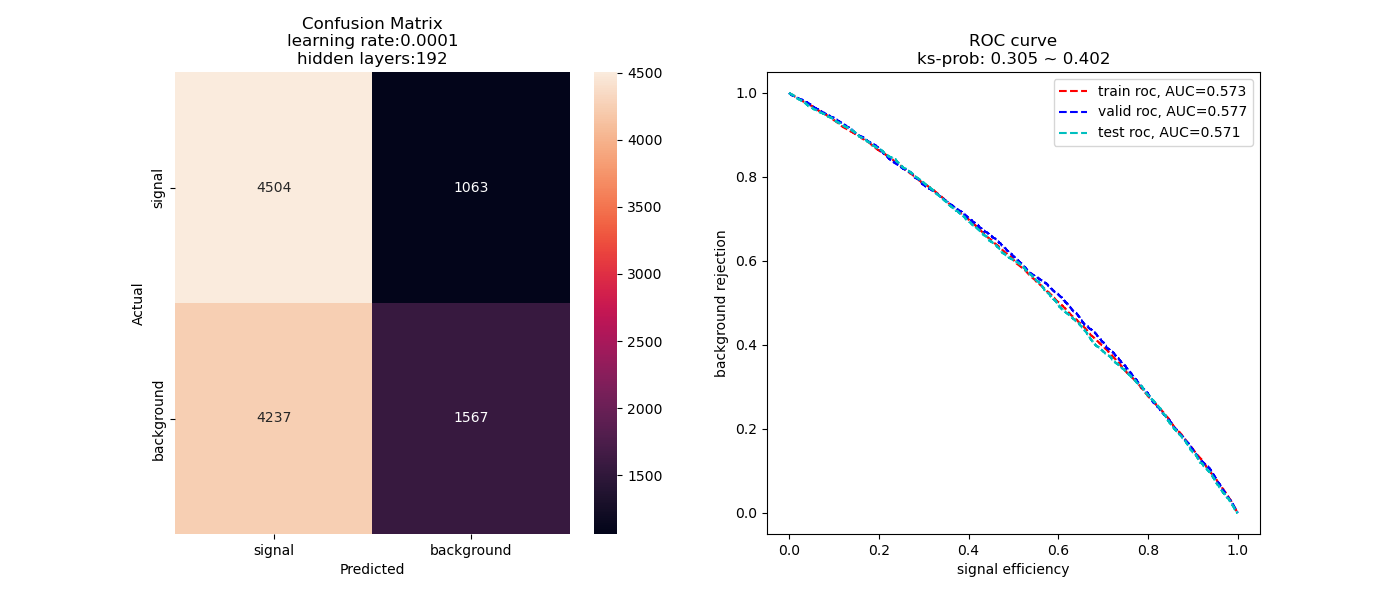 Confusion Matrix
learning rate:0.0001
hidden layers:192
Actual
signal
background
4504
1063
4237
1567
signal
background
Predicted
4500
4000
3500
3000
2500
2000
1500
ROC curve
ks-prob: 0.305 ~ 0.402
train roc, AUC=0.573
valid roc, AUC=0.577
test roc, AUC=0.571
background rejection
1.0
0.8
0.6
0.4
0.2
0.0
0.0
0.2
0.4
0.6
0.8
1.0
signal efficiency